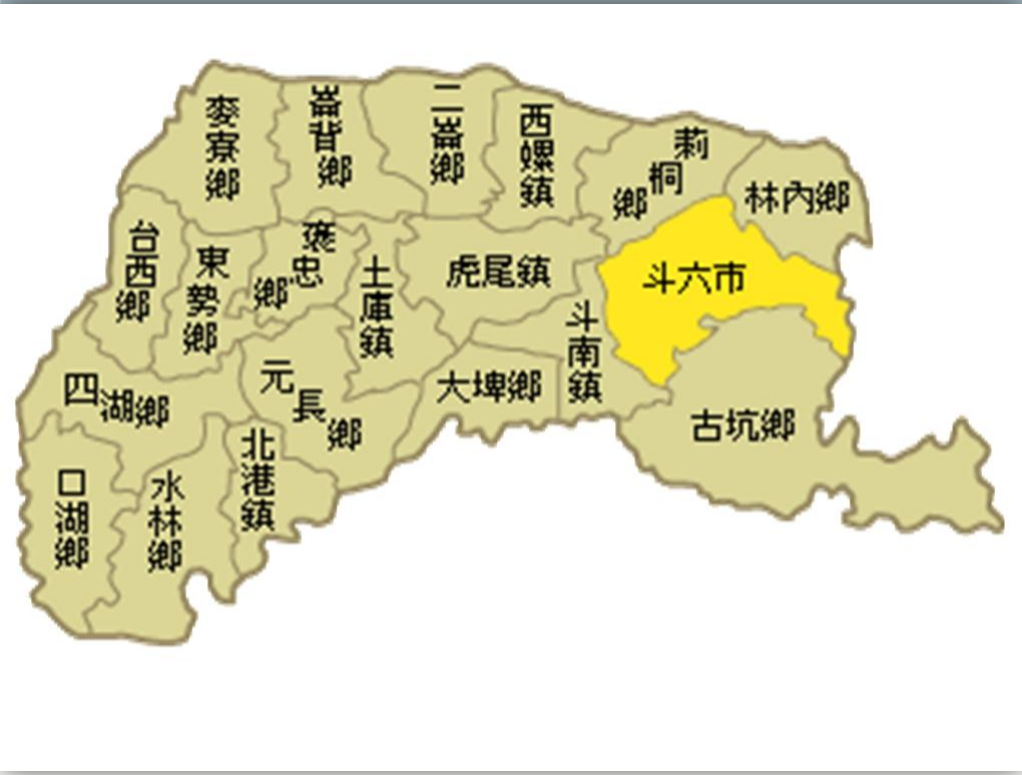 麥寮鄉
崙背鄉
二崙鄉
西螺鎮
莿桐鄉
林內鄉
台西鄉
東勢鄉
褒忠鄉
土庫鎮
虎尾鎮
斗南鎮
斗六市
四湖鄉
元長鄉
大埤鄉
古坑鄉
口湖鄉
水林鄉
北港鎮